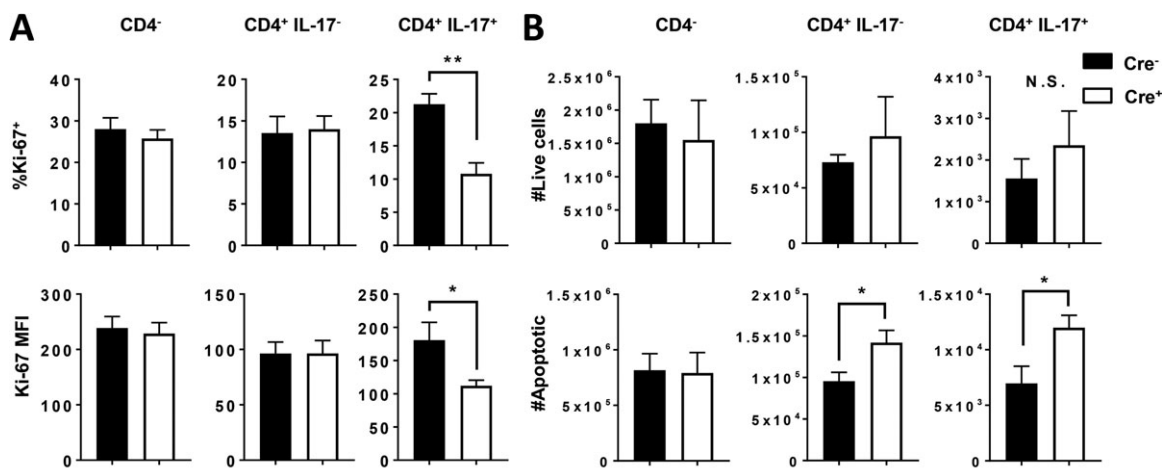 A
B
CD4⁻
CD4⁺ IL-17⁻
CD4⁺ IL-17⁺
CD4⁻
CD4⁺ IL-17⁻
CD4⁺ IL-17⁺
Cre⁻
Cre⁺
%Ki-67⁺
40
30
20
10
0
20
15
10
5
0
25
20
15
10
5
0
**
#Live cells
2.5x10⁶
2x10⁶
1.5x10⁶
1x10⁶
5x10⁵
0
1.5x10⁵
1x10⁵
5x10⁴
0
4x10³
3x10³
2x10³
1x10³
0
N.S.
Ki-67 MFI
300
200
100
0
150
100
50
0
250
200
150
100
50
0
*
#Apoptotic
1.5x10⁶
1x10⁶
5x10⁵
0
2x10⁵
1.5x10⁵
1x10⁵
5x10⁴
0
*
1.5x10⁴
1x10⁴
5x10³
0
*